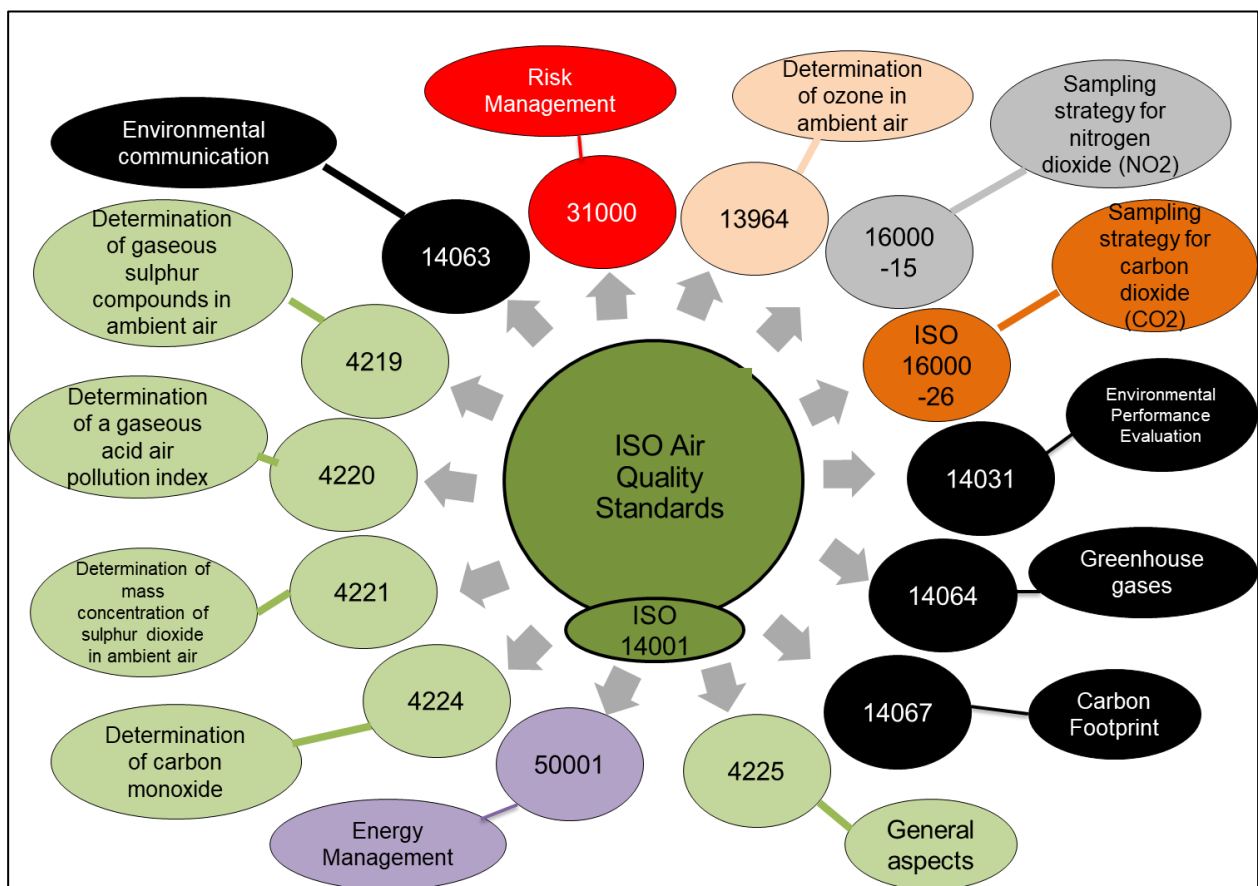 Risk
Management
31000
Determination
of ozone in
ambient air
13964
Sampling
strategy for
nitrogen
dioxide (NO2)
16000
-15
Sampling
strategy for
carbon
dioxide
(CO2)
ISO
16000
-26
Environmental
Performance
Evaluation
14031
Greenhouse
gases
14064
Carbon
Footprint
14067
General
aspects
4225
Energy
Management
50001
Determination
of carbon
monoxide
4224
Determination of
mass
concentration of
sulphur dioxide
in ambient air
4221
Determination
of a gaseous
acid air
pollution index
4220
Determination
of gaseous
sulphur
compounds in
ambient air
4219
Environmental
communication
14063
ISO Air
Quality
Standards
ISO
14001